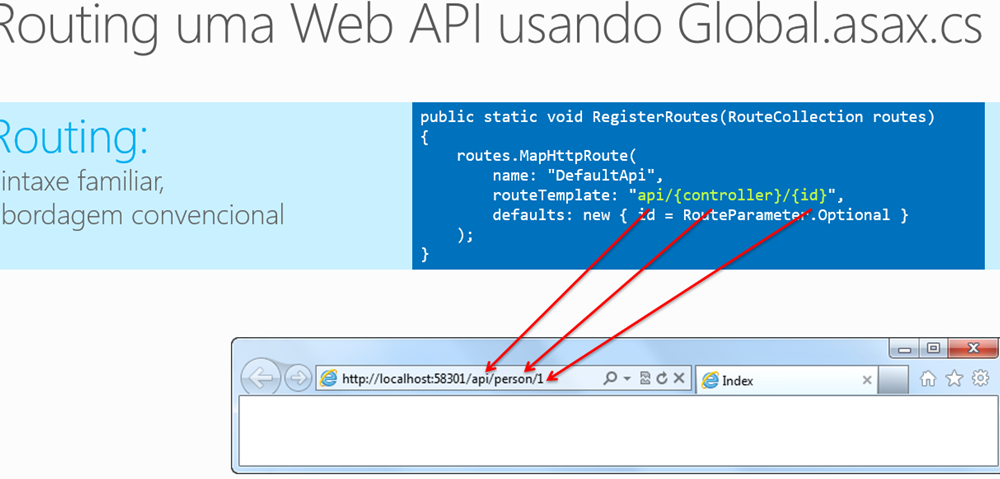 Routing uma Web API usando Global.asax.cs
Routing:
intaxe familiar,
bordagem convencional
public static void RegisterRoutes(RouteCollection routes)
{
routes.MapHttpRoute(
name: "DefaultApi",
routeTemplate: "api/{controller}/{id}",
defaults: new { id = RouteParameter.Optional }
);
}
http://localhost:58301/api/person/1
Index